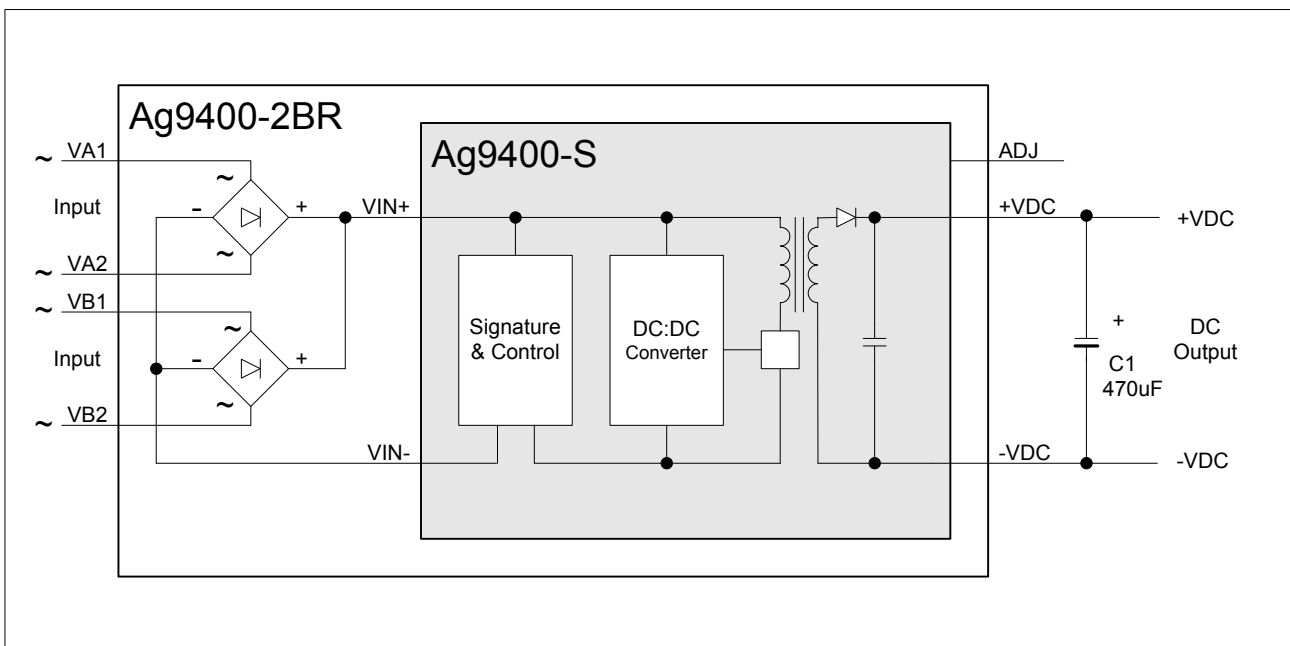 Ag9400-2BR
Ag9400-S
~ VA1
~
Input
- +
~
~ VA2
~ VB1
~
Input
- +
~
~ VB2
VIN+
VIN-
Signature
& Control
DC:DC
Converter
ADJ
+VDC
-VDC
+
C1
470uF
+VDC
DC
Output
-VDC